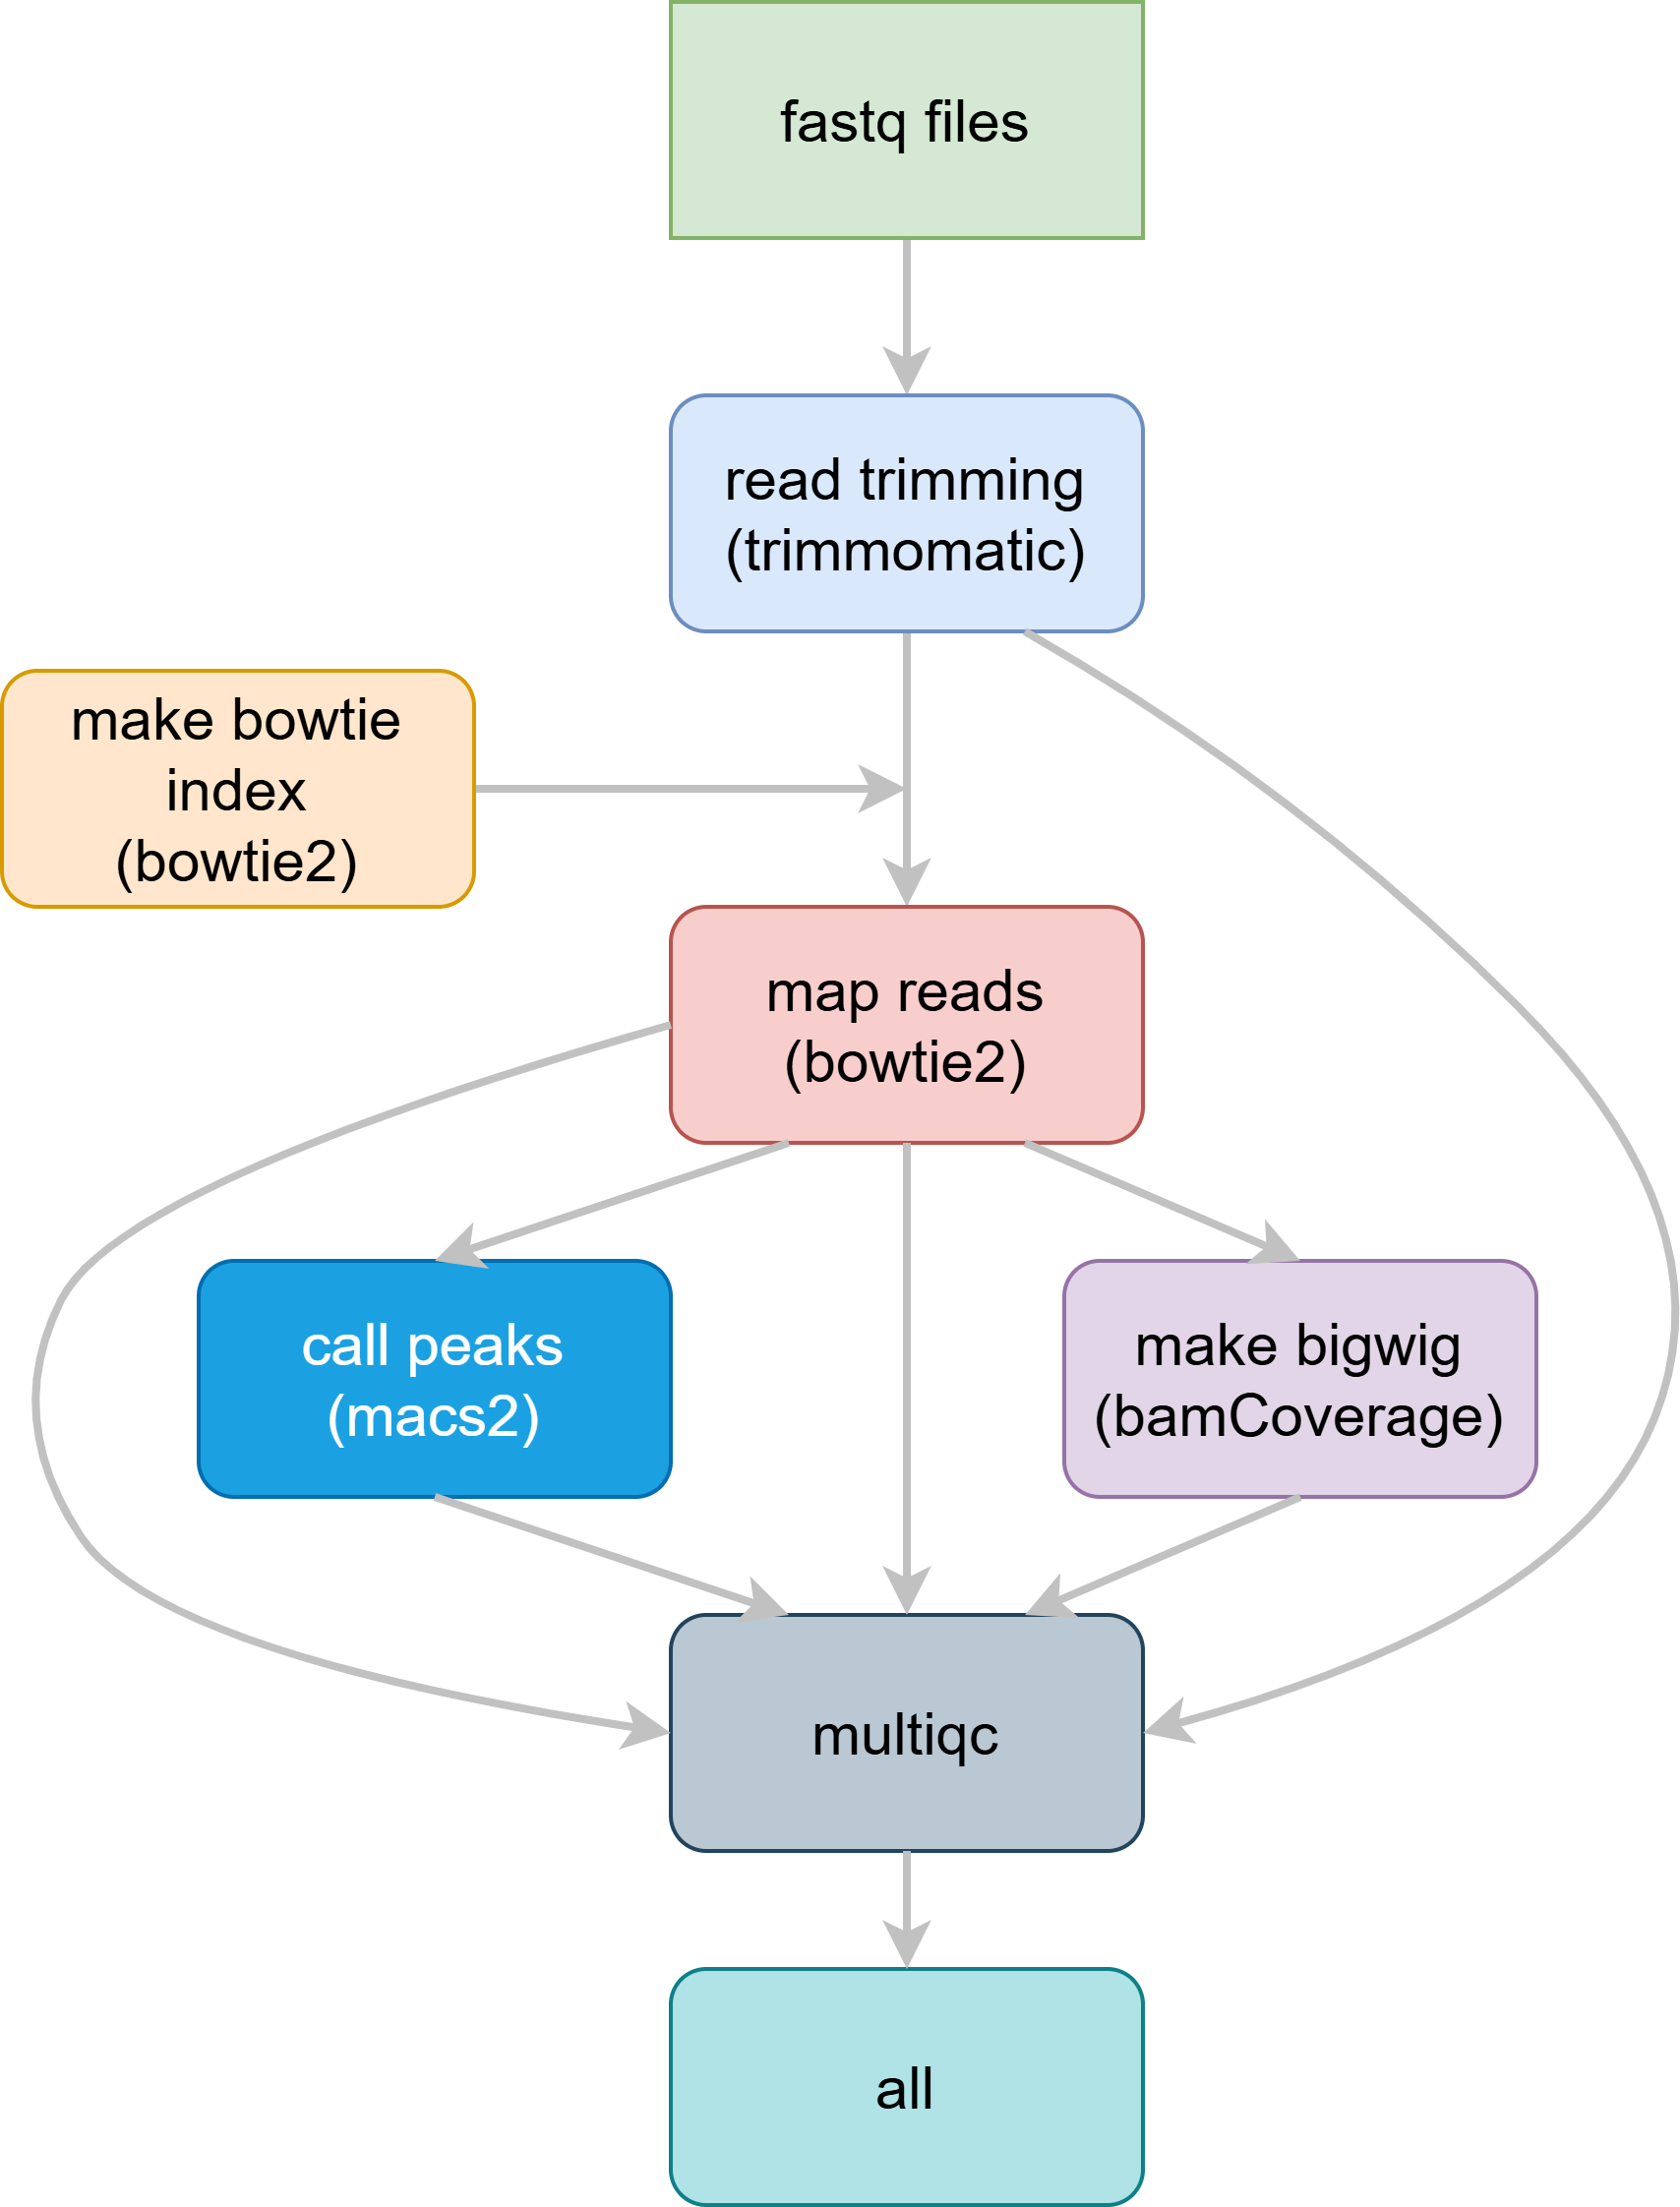 fastq files
read trimming
(trimmomatic)
make bowtie
index
(bowtie2)
map reads
(bowtie2)
call peaks
(macs2)
make bigwig
(bamCoverage)
multiqc
all